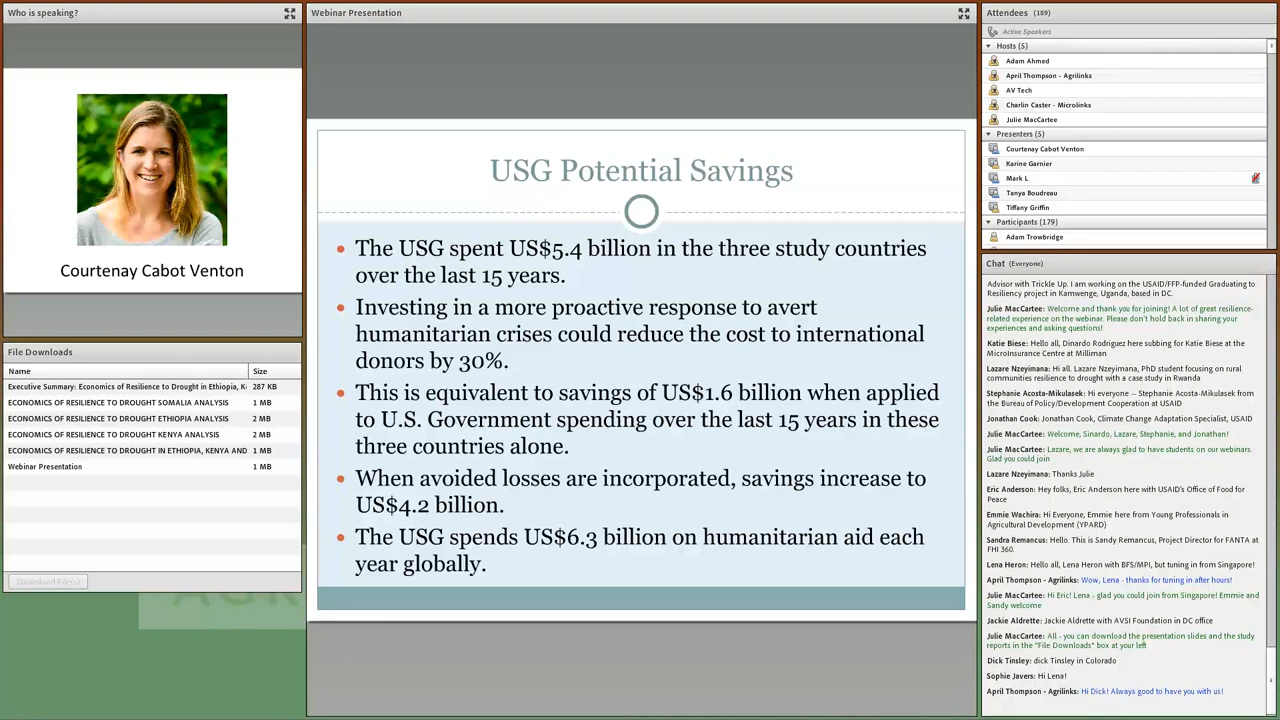 Who is speaking?
Courtenay Cabot Venton
File Downloads
Name Size
Executive Summary: Economics of Resilience to Drought in Ethiopia, K 287 KB
ECONOMICS OF RESILIENCE TO DROUGHT SOMALIA ANALYSIS 1 MB
ECONOMICS OF RESILIENCE TO DROUGHT ETHIOPIA ANALYSIS 2 MB
ECONOMICS OF RESILIENCE TO DROUGHT KENYA ANALYSIS 2 MB
ECONOMICS OF RESILIENCE TO DROUGHT IN ETHIOPIA, KENYA AND 1 MB
Webinar Presentation 1 MB
Download File(s)
Webinar Presentation
USG Potential Savings
• The USG spent US$5.4 billion in the three study countries
over the last 15 years.
• Investing in a more proactive response to avert
humanitarian crises could reduce the cost to international
donors by 30%.
• This is equivalent to savings of US$1.6 billion when applied
to U.S. Government spending over the last 15 years in these
three countries alone.
• When avoided losses are incorporated, savings increase to
US$4.2 billion.
• The USG spends US$6.3 billion on humanitarian aid each
year globally.
Attendees (189)
Active Speakers
Hosts (5)
Adam Ahmed
April Thompson - Agrilinks
AV Tech
Charlin Caster - Microlinks
Julie MacCartee
Presenters (5)
Courtenay Cabot Venton
Karine Garnier
Mark L
Tanya Boudreau
Tiffany Griffin
Participants (179)
Adam Trowbridge
Chat (Everyone)
Advisor with Trickle Up. I am working on the USAID/FFP-funded Graduating to
Resiliency project in Kamwenge, Uganda, based in DC.
Julie MacCartee: Welcome and thank you for joining! A lot of great resilience-
related experience on the webinar. Please don't hold back in sharing your
experiences and asking questions!
Katie Biese: Hello all, Dinardo Rodriguez here subbing for Katie Biese at the
MicroInsurance Centre at Milliman
Lazare Nzeyimana: Hi all. Lazare Nzeyimana, PhD student focusing on rural
communities resilience to drought with a case study in Rwanda
Stephanie Acosta-Mikulasek: Hi everyone -- Stephanie Acosta-Mikulasek from
the Bureau of Policy/Development Cooperation at USAID
Jonathan Cook: Jonathan Cook, Climate Change Adaptation Specialist, USAID
Julie MacCartee: Welcome, Sinardo, Lazare, Stephanie, and Jonathan!
Julie MacCartee: Lazare, we are always glad to have students on our webinars.
Glad you could join
Lazare Nzeyimana: Thanks Julie
Eric Anderson: Hey folks, Eric Anderson here with USAID's Office of Food for
Peace
Emmie Wachira: Hi Everyone, Emmie here from Young Professionals in
Agricultural Development (YPARD)
Sandra Remancus: Hello. This is Sandy Remancus, Project Director for FANTA at
FHI 360.
Lena Heron: Hello all, Lena Heron with BFS/MPI, but tuning in from Singapore!
April Thompson - Agrilinks: Wow, Lena - thanks for tuning in after hours!
Julie MacCartee: Hi Eric! Lena - glad you could join from Singapore! Emmie and
Sandy welcome
Jackie Aldrette: Jackie Aldrette with AVSI Foundation in DC office
Julie MacCartee: All - you can download the presentation slides and the study
reports in the "File Downloads" box at your left
Dick Tinsley: dick Tinsley in Colorado
Sophie Javers: Hi Lena!
April Thompson - Agrilinks: Hi Dick! Always good to have you with us!